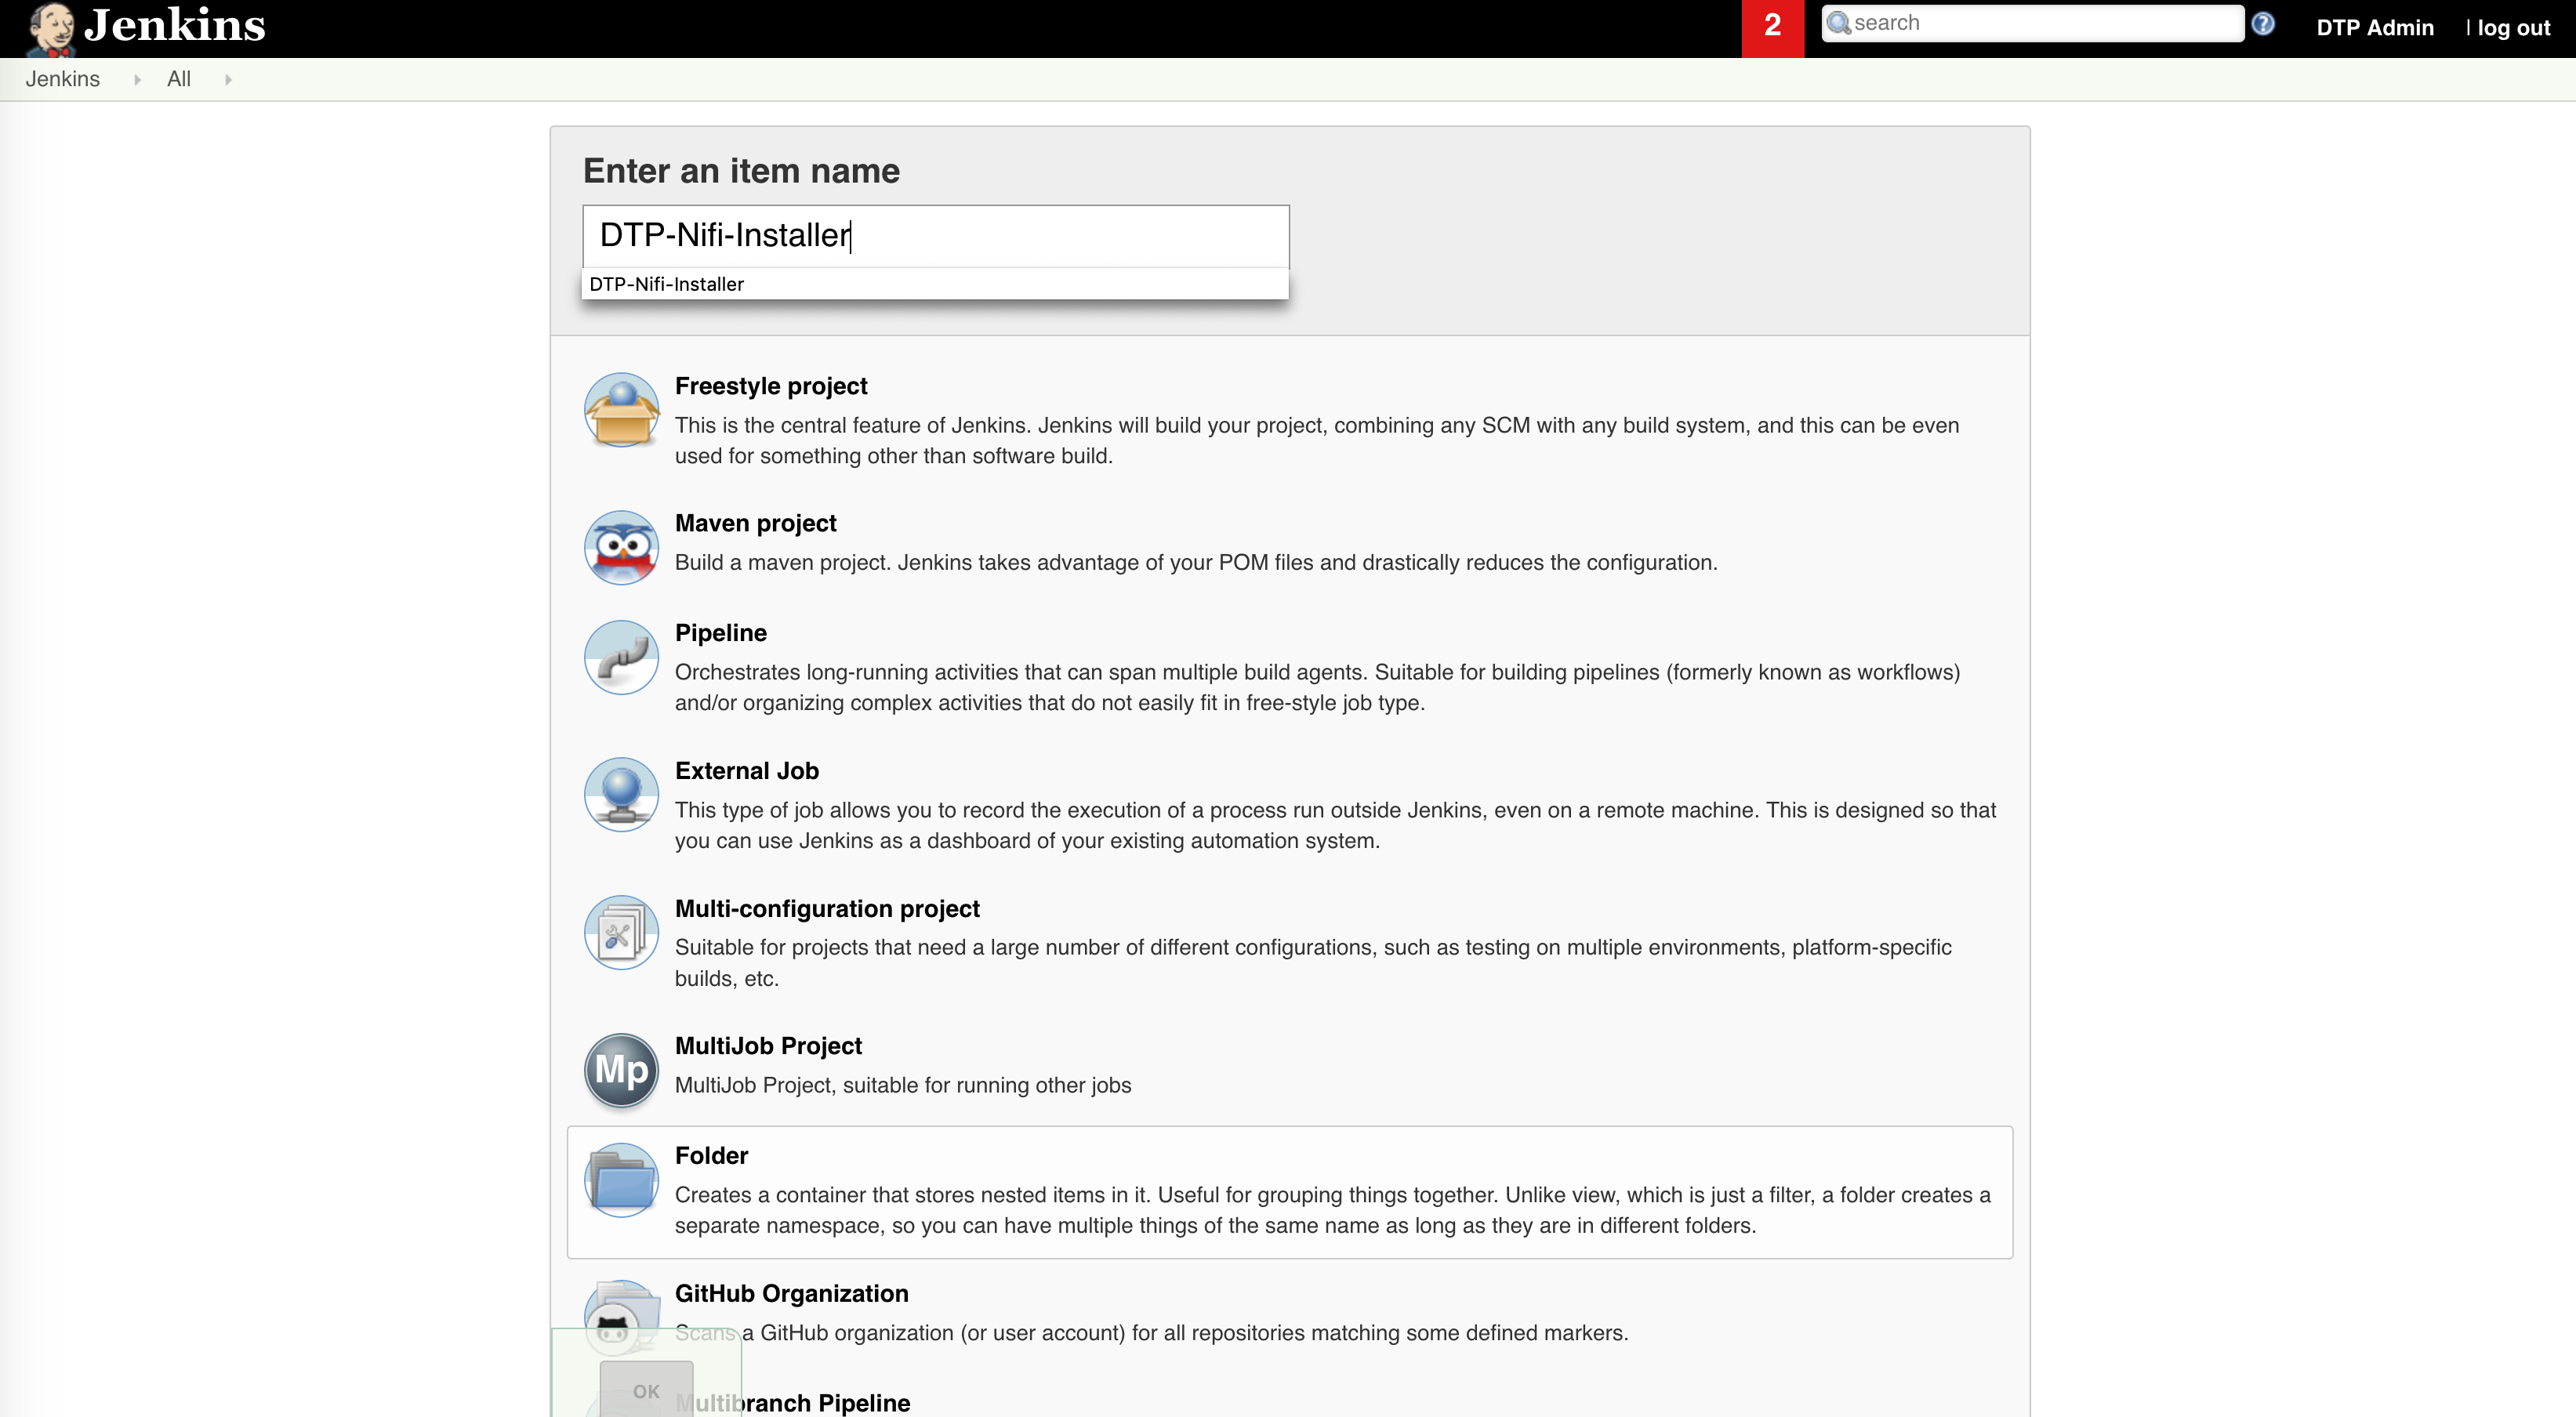 Jenkins
2
search
DTP Admin
| log out
Jenkins
All
Enter an item name
DTP-Nifi-Installer
DTP-Nifi-Installer
Freestyle project
This is the central feature of Jenkins. Jenkins will build your project, combining any SCM with any build system, and this can be even
used for something other than software build.
Maven project
Build a maven project. Jenkins takes advantage of your POM files and drastically reduces the configuration.
Pipeline
Orchestrates long-running activities that can span multiple build agents. Suitable for building pipelines (formerly known as workflows)
and/or organizing complex activities that do not easily fit in free-style job type.
External Job
This type of job allows you to record the execution of a process run outside Jenkins, even on a remote machine. This is designed so that
you can use Jenkins as a dashboard of your existing automation system.
Multi-configuration project
Suitable for projects that need a large number of different configurations, such as testing on multiple environments, platform-specific
builds, etc.
Mp
MultiJob Project
MultiJob Project, suitable for running other jobs
Folder
Creates a container that stores nested items in it. Useful for grouping things together. Unlike view, which is just a filter, a folder creates a
separate namespace, so you can have multiple things of the same name as long as they are in different folders.
GitHub Organization
Scans a GitHub organization (or user account) for all repositories matching some defined markers.
OK
Multibranch Pipeline